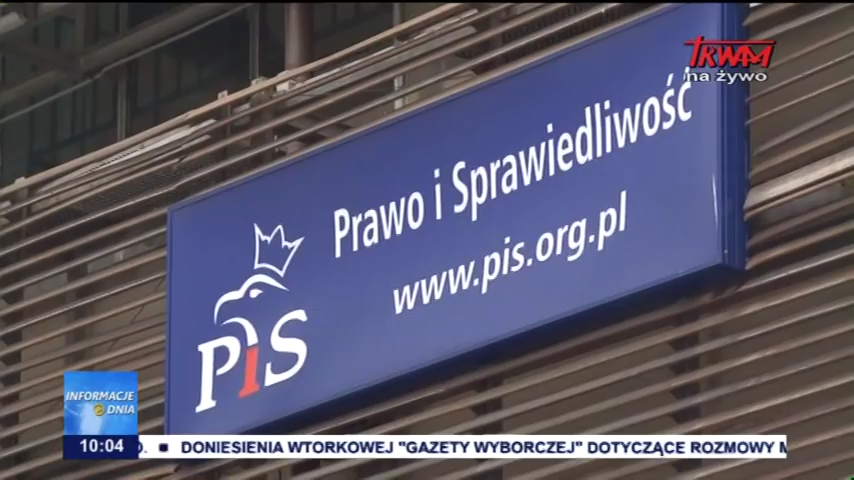 TRWAM
na żywo
Prawo i Sprawiedliwość
www.pis.org.pl
PiS
INFORMACJE
DNIA
10:04
DONIESIENIA WTORKOWEJ "GAZETY WYBORCZEJ" DOTYCZĄCE ROZMOWY